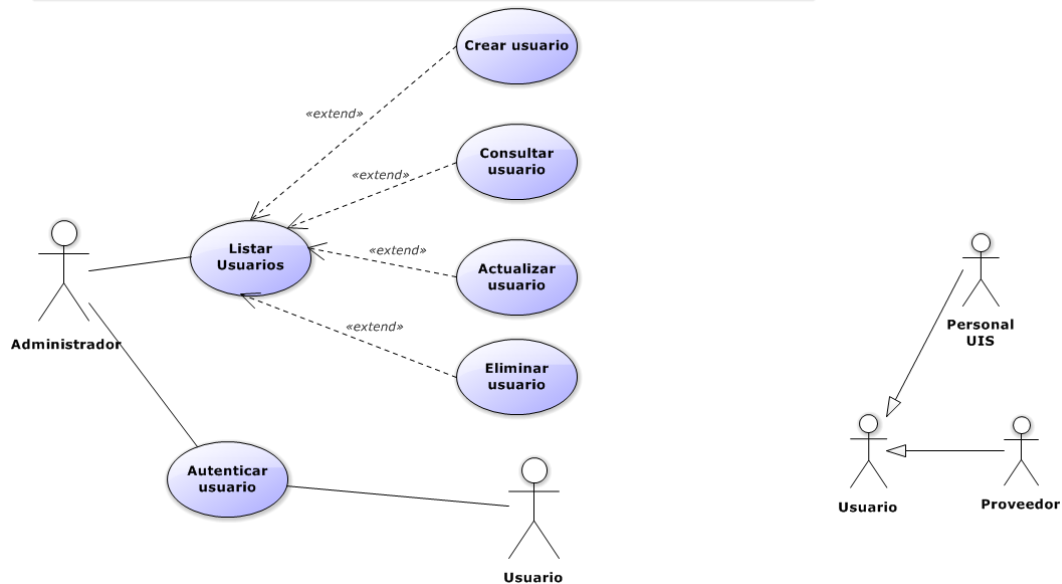 Crear usuario
«extend»
Consultar
usuario
«extend»
Listar
Usuarios
«extend»
Actualizar
usuario
«extend»
Eliminar
usuario
Administrador
Autenticar
usuario
Usuario
Personal
UIS
Usuario
Proveedor